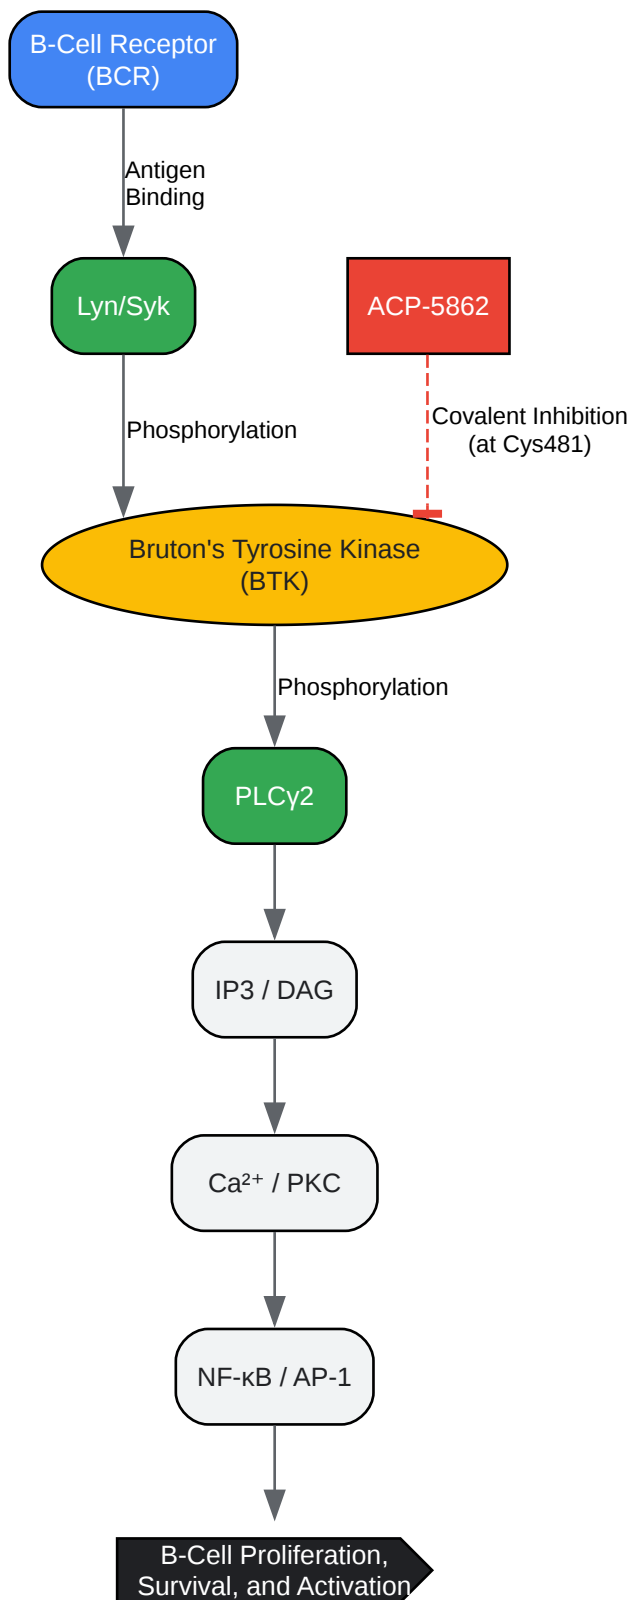 B-Cell Receptor
(BCR)
Antigen
Binding
Lyn/Syk
ACP-5862
Phosphorylation
Covalent Inhibition
(at Cys481)
Bruton's Tyrosine Kinase
(BTK)
Phosphorylation
PLCγ2
IP3 / DAG
Ca²⁺ / PKC
NF-κB / AP-1
B-Cell Proliferation,
Survival, and Activation